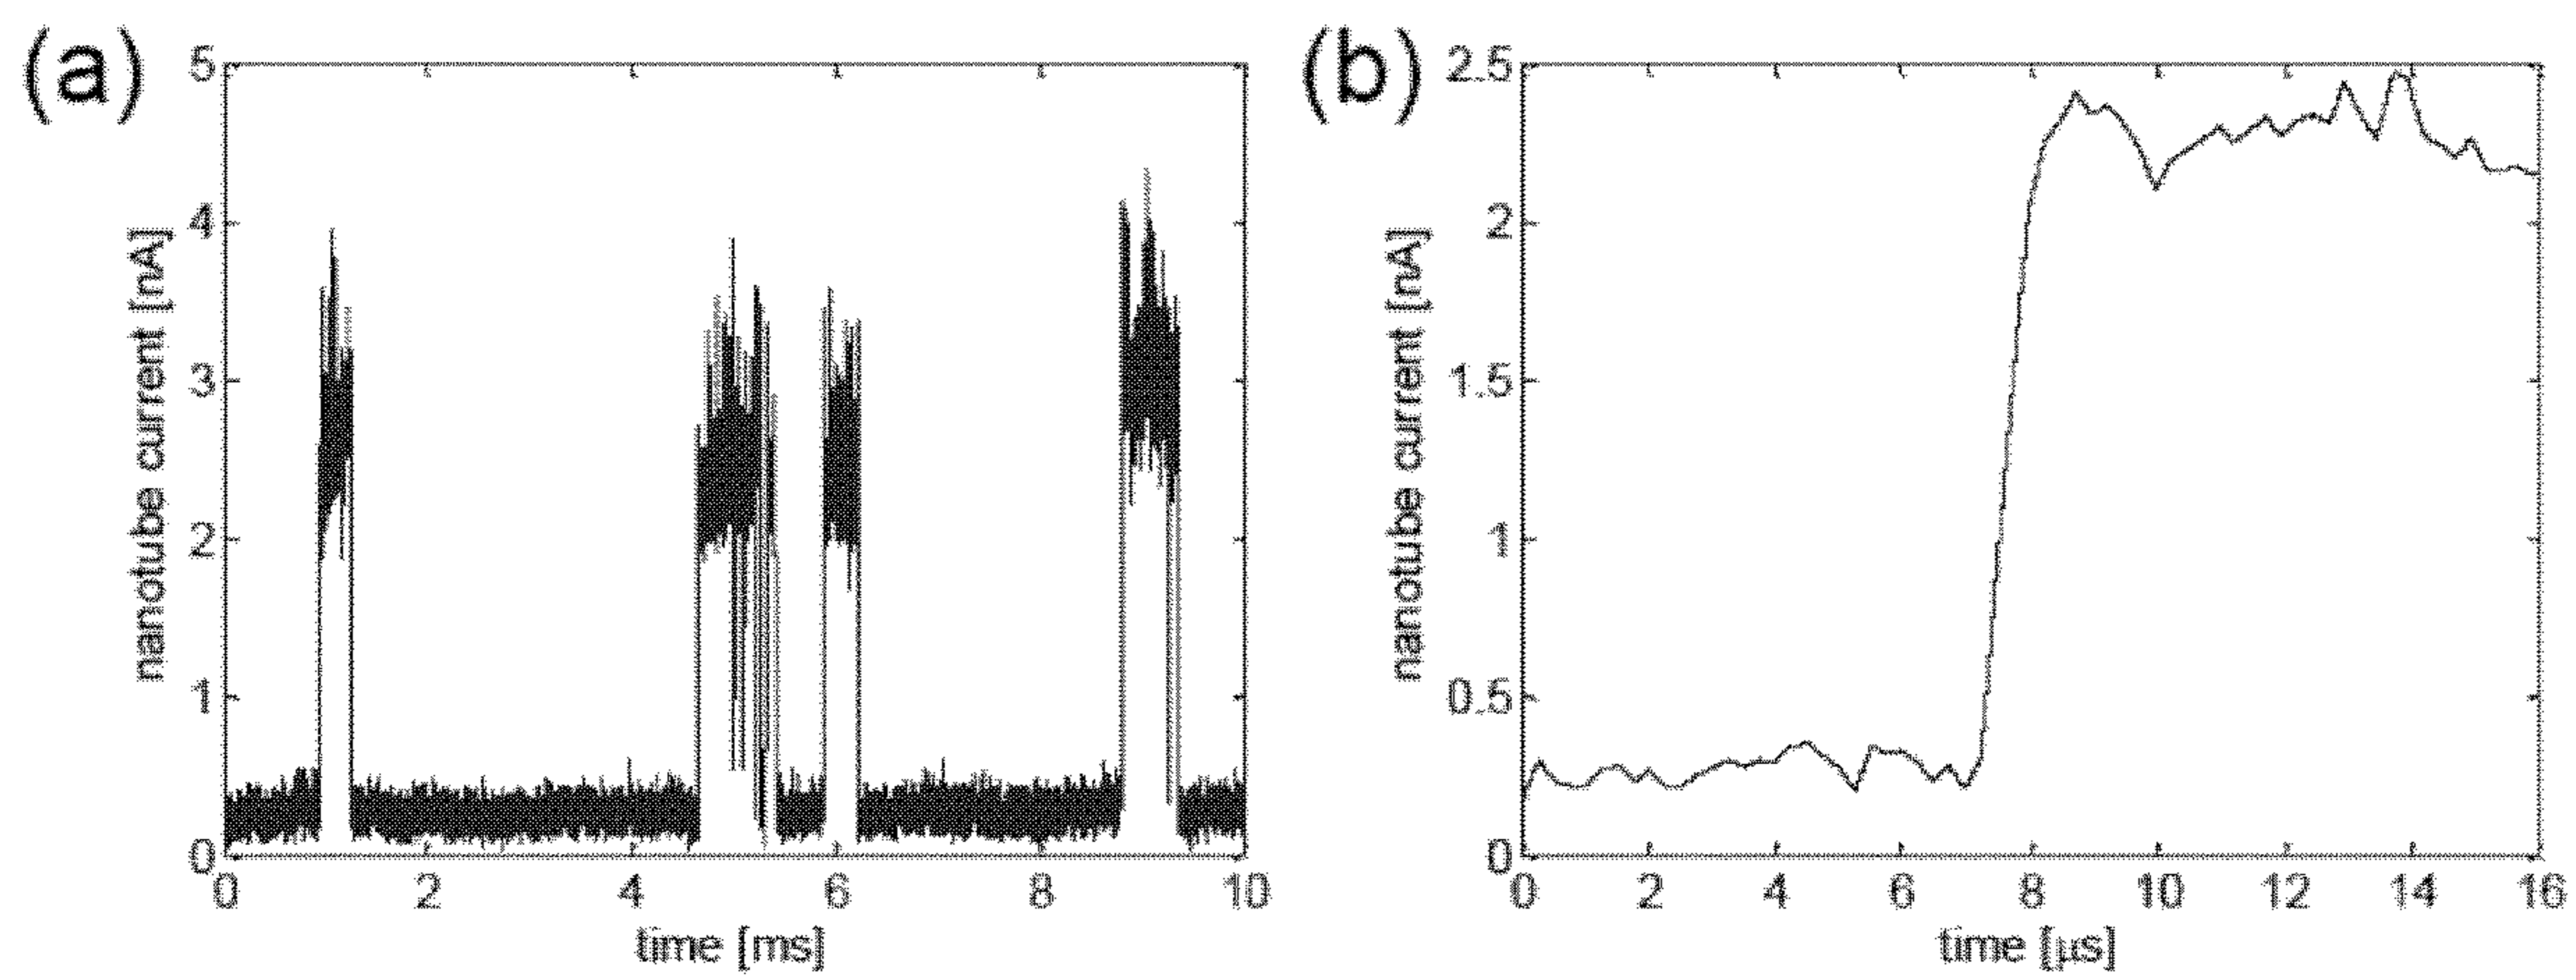 (a)
5
4
3
2
1
0
nanotube current [nA]
0 2 4 6 8 10
time [ms]
(b)
2.5
2
1.5
1
0.5
0
nanotube current [nA]
0 2 4 6 8 10 12 14 16
time [μs]